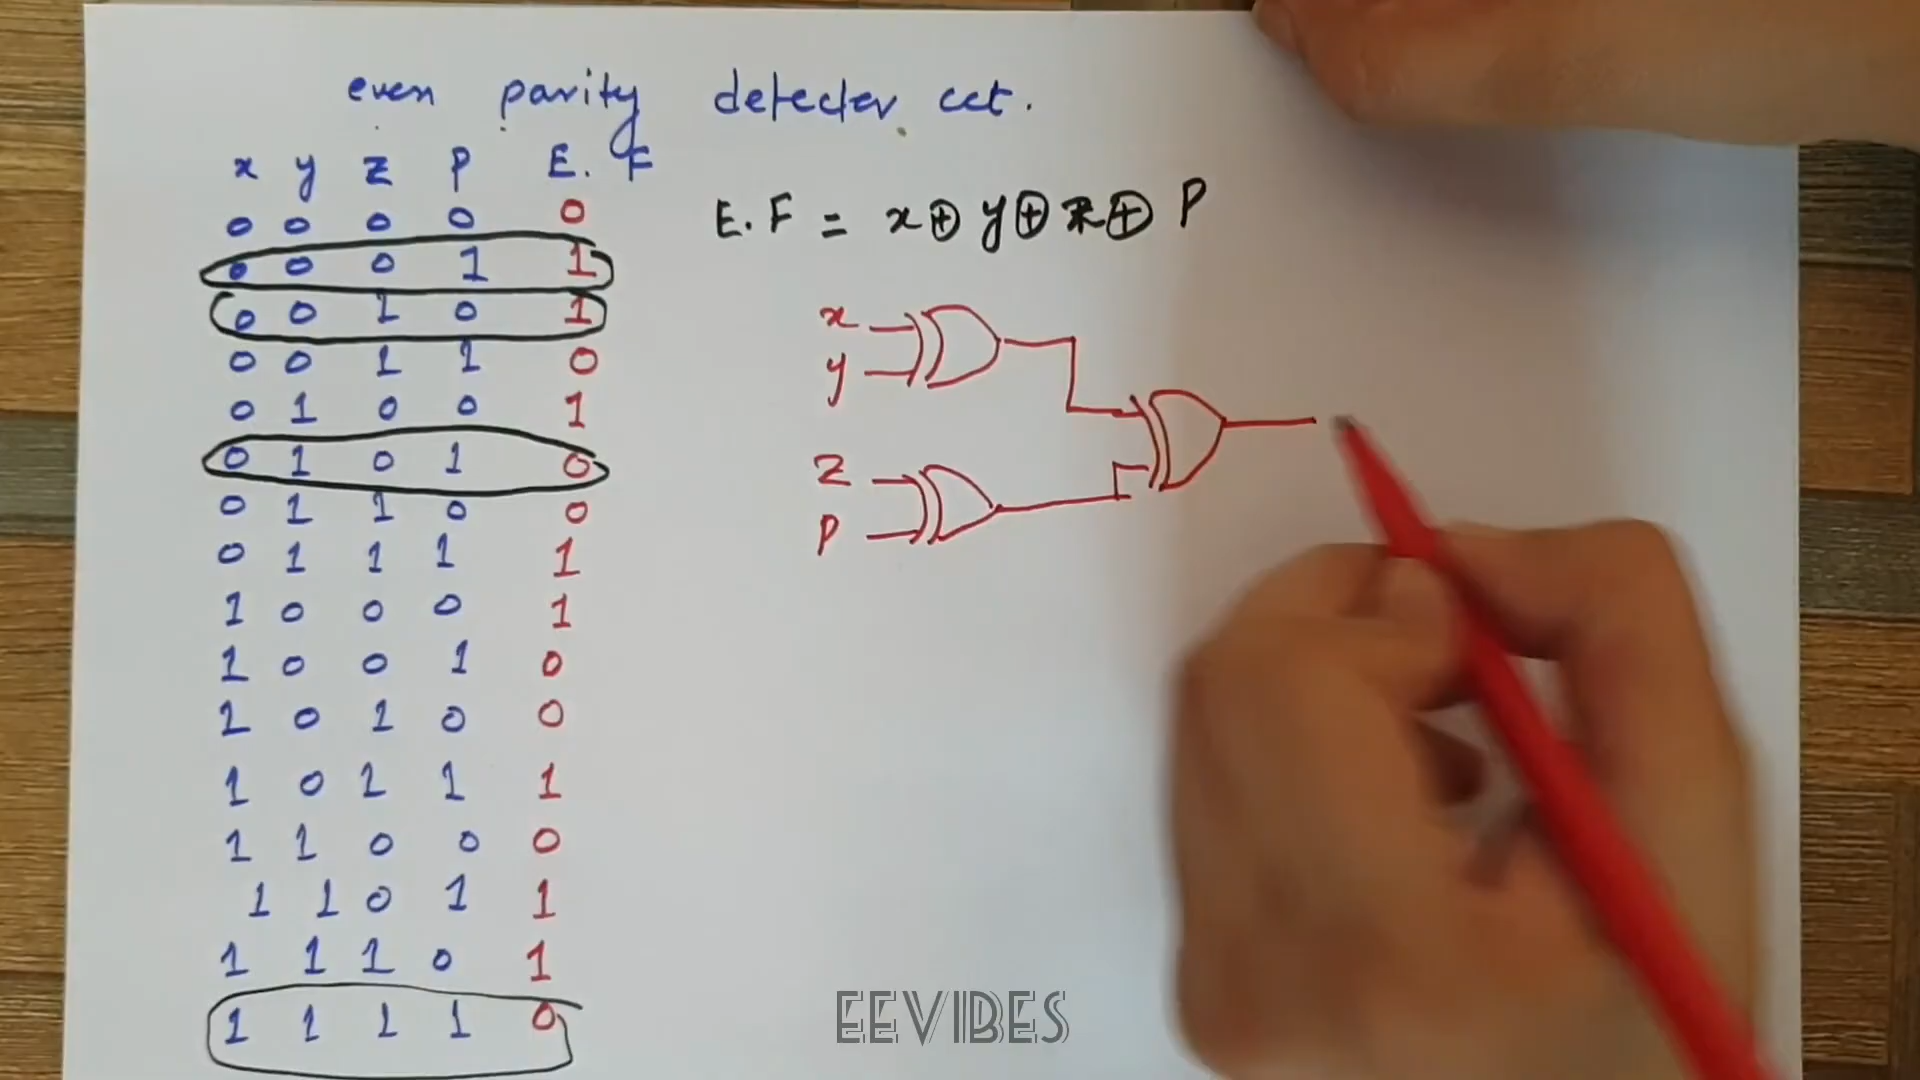 even parity detecter cct.
x y z P E. F
0 0 0 0 0
0 0 0 1 1
0 0 1 0 1
0 0 1 1 0
0 1 0 0 1
0 1 0 1 0
0 1 1 0 0
0 1 1 1 1
1 0 0 0 1
1 0 0 1 0
1 0 1 0 0
1 0 1 1 1
1 1 0 0 0
1 1 0 1 1
1 1 1 0 1
1 1 1 1 0
E.F = x ⊕ y ⊕ z ⊕ P
x
y
z
p
EEVIBES